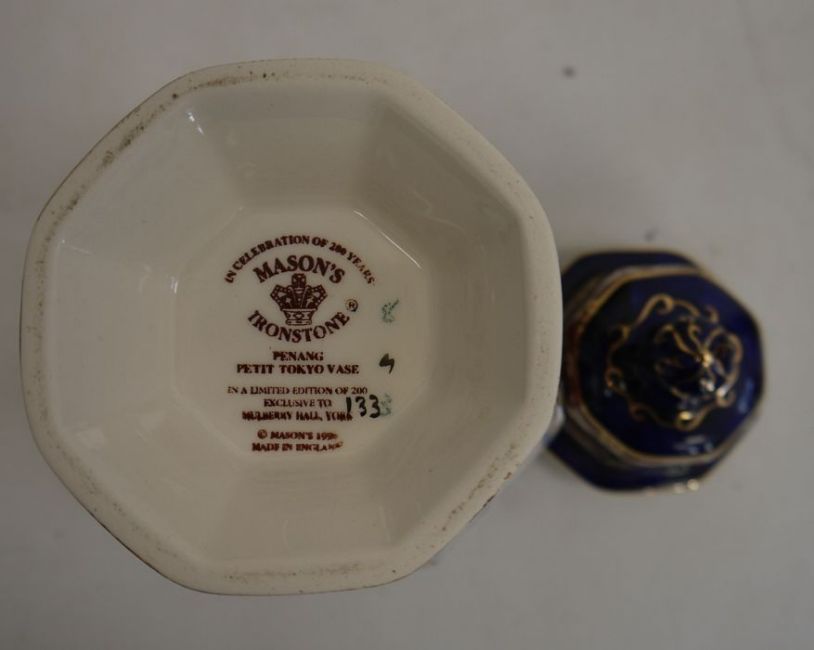 IN CELEBRATION OF 200 YEARS
MASON'S
IRONSTONE ®
PENANG
PETIT TOKYO VASE
IN A LIMITED EDITION OF 200
EXCLUSIVE TO
MULBERRY HALL, YORK
133
© MASON'S
MADE IN ENGLAND